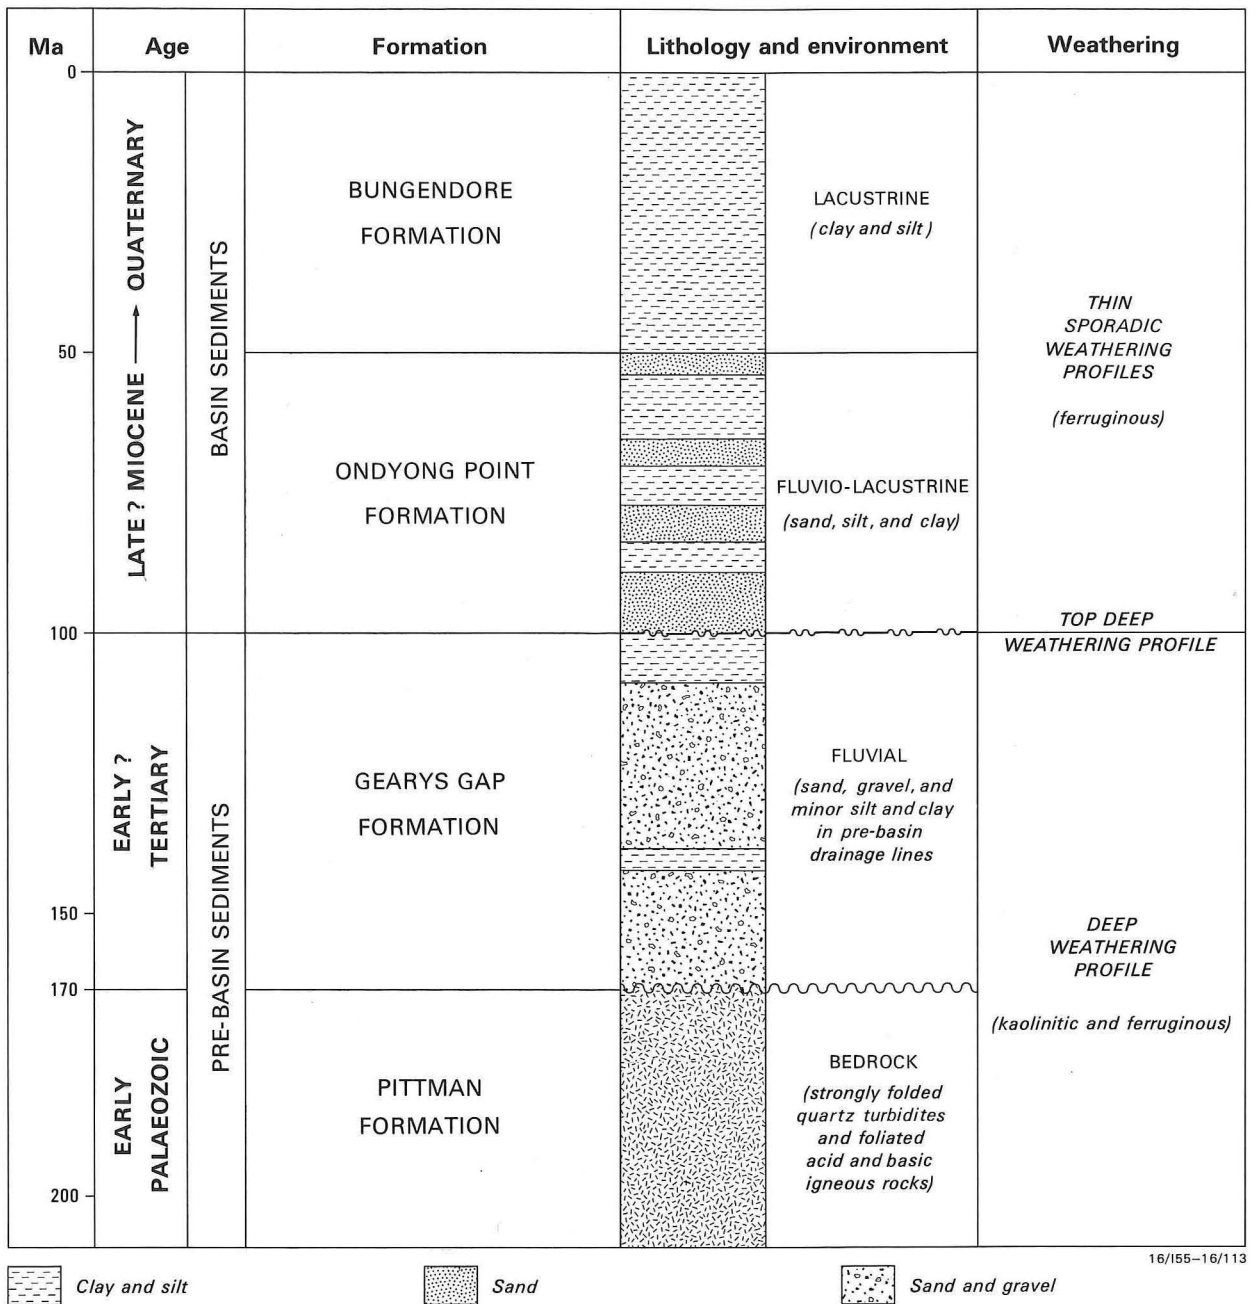 Ma
Age
Formation
Lithology and environment
Weathering
0
50
100
150
170
200
LATE ? MIOCENE → QUATERNARY
EARLY ?
TERTIARY
EARLY
PALAEOZOIC
BASIN SEDIMENTS
PRE-BASIN SEDIMENTS
BUNGENDORE
FORMATION
ONDYONG POINT
FORMATION
GEARYS GAP
FORMATION
PITTMAN
FORMATION
LACUSTRINE
(clay and silt)
FLUVIO-LACUSTRINE
(sand, silt, and clay)
FLUVIAL
(sand, gravel, and
minor silt and clay
in pre-basin
drainage lines
BEDROCK
(strongly folded
quartz turbidites
and foliated
acid and basic
igneous rocks)
THIN
SPORADIC
WEATHERING
PROFILES
(ferruginous)
TOP DEEP
WEATHERING PROFILE
DEEP
WEATHERING
PROFILE
(kaolinitic and ferruginous)
16/I55–16/113
Clay and silt
Sand
Sand and gravel